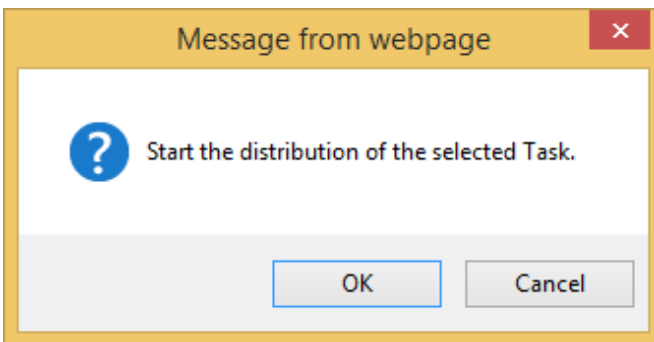 Message from webpage
Start the distribution of the selected Task.
OK
Cancel